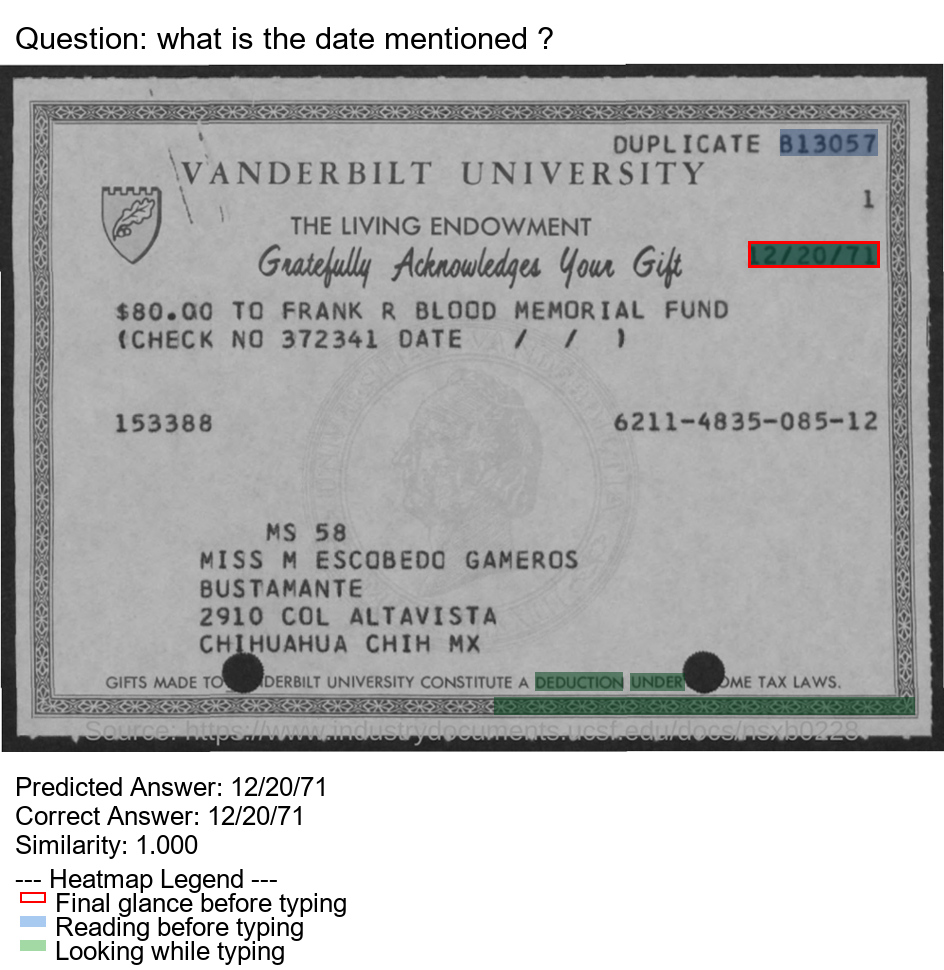 Question: what is the date mentioned ?
DUPLICATE B13057
VANDERBILT UNIVERSITY
1
THE LIVING ENDOWMENT
Gratefully Acknowledges Your Gift 12/20/71
$80.00 TO FRANK R BLOOD MEMORIAL FUND
(CHECK NO 372341 DATE / / )
153388 6211-4835-085-12
MS 58
MISS M ESCOBEDO GAMEROS
BUSTAMANTE
2910 COL ALTAVISTA
CHIHUAHUA CHIH MX
GIFTS MADE TO DERBILT UNIVERSITY CONSTITUTE A DEDUCTION UNDER OME TAX LAWS.
Source: https://www.industrydocuments.ucsf.edu/docs/nsxb0228
Predicted Answer: 12/20/71
Correct Answer: 12/20/71
Similarity: 1.000
--- Heatmap Legend ---
Final glance before typing
Reading before typing
Looking while typing